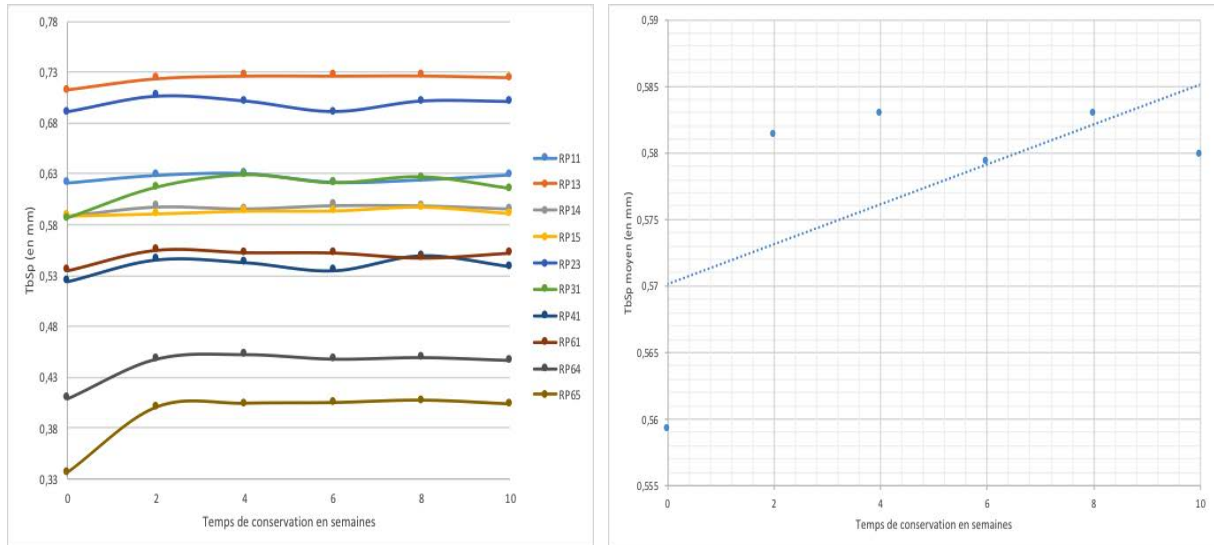 0,78
0,73
0,68
0,63
0,58
0,53
0,48
0,43
0,38
0,33
TbSp (en mm)
0 2 4 6 8 10
Temps de conservation en semaines
RP11
RP13
RP14
RP15
RP23
RP31
RP41
RP61
RP64
RP65
0,59
0,585
0,58
0,575
0,57
0,565
0,56
0,555
TbSp moyen (en mm)
0 2 4 6 8 10
Temps de conservation en semaines